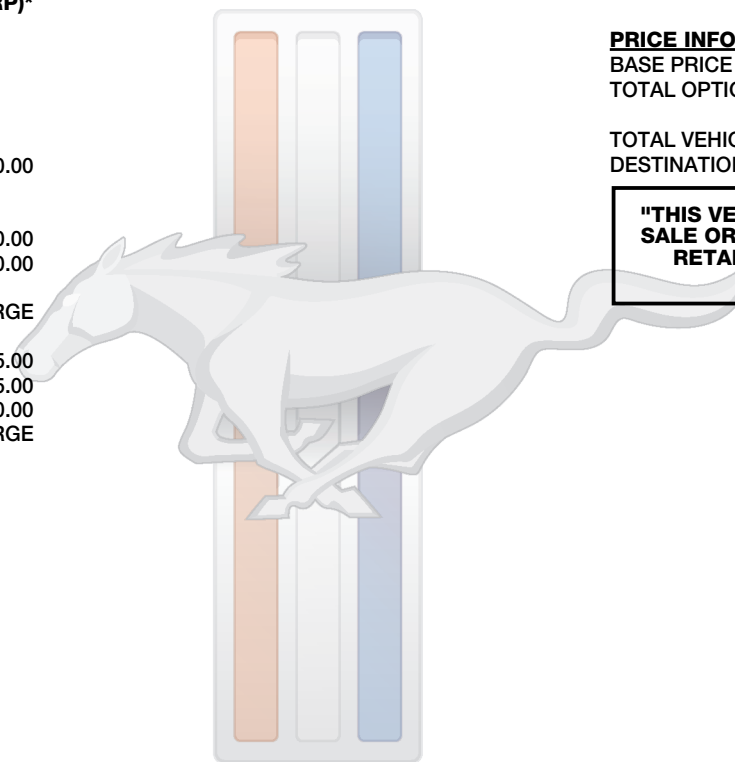 RP)*
0.00
0.00
0.00
RGE
5.00
5.00
0.00
RGE
PRICE INFO
BASE PRICE
TOTAL OPTIO
TOTAL VEHIC
DESTINATION
"THIS VE
SALE OR
RETAI